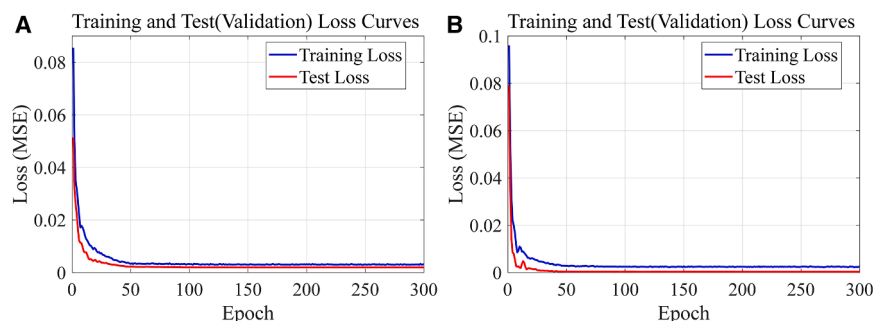 A
Training and Test(Validation) Loss Curves
Training Loss
Test Loss
Loss (MSE)
0.08
0.06
0.04
0.02
0
0 50 100 150 200 250 300
Epoch
B
Training and Test(Validation) Loss Curves
Training Loss
Test Loss
Loss (MSE)
0.1
0.08
0.06
0.04
0.02
0
0 50 100 150 200 250 300
Epoch